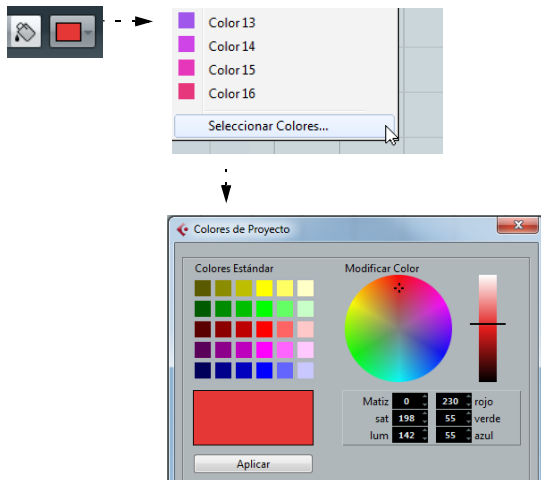 Color 13
Color 14
Color 15
Color 16
Seleccionar Colores...
Colores de Proyecto
Colores Estándar
Modificar Color
Matiz 0 230 rojo
sat 198 55 verde
lum 142 55 azul
Aplicar